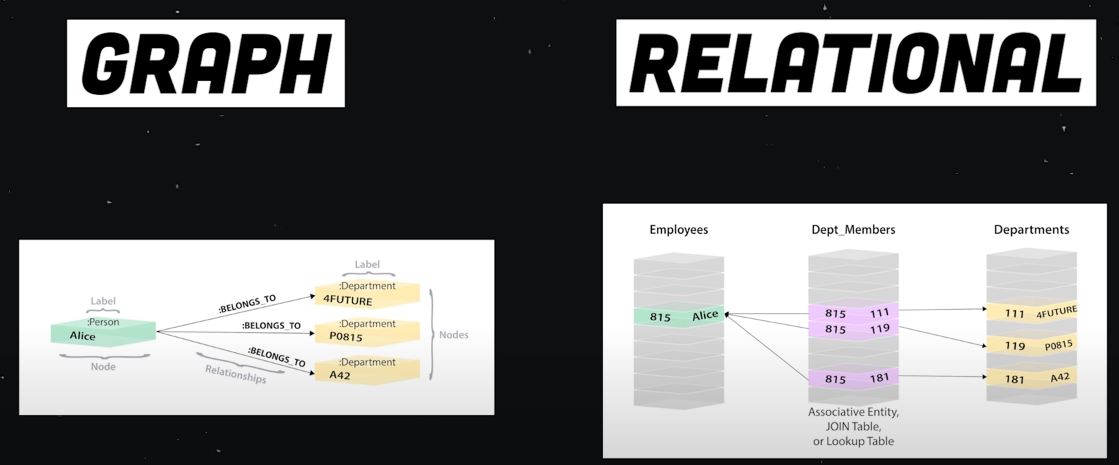 GRAPH
RELATIONAL
Label
:Person
Alice
Node
:BELONGS_TO
:BELONGS_TO
:BELONGS_TO
Relationships
Label
:Department
4FUTURE
:Department
P0815
:Department
A42
Nodes
Employees
Dept_Members
Departments
815 Alice
815 111
815 119
815 181
111 4FUTURE
119 P0815
181 A42
Associative Entity,
JOIN Table,
or Lookup Table